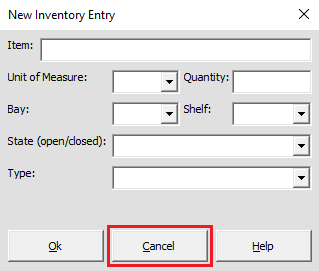 New Inventory Entry
Item:
Unit of Measure: Quantity:
Bay: Shelf:
State (open/closed):
Type:
Ok Cancel Help